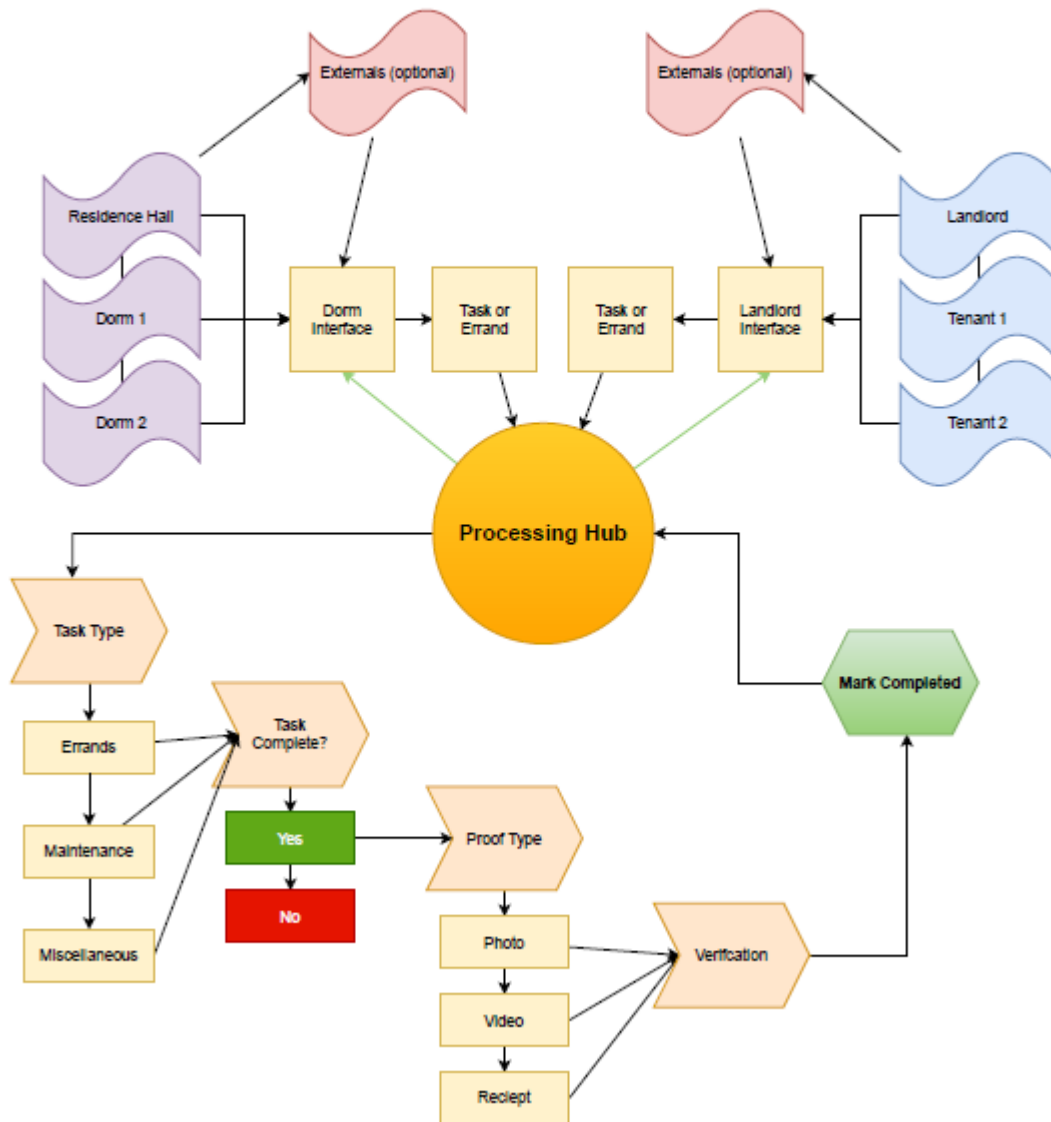 Externals (optional)
Externals (optional)
Residence Hall
Landlord
Dorm 1
Dorm
Interface
Task or
Errand
Task or
Errand
Landlord
Interface
Tenant 1
Dorm 2
Tenant 2
Processing Hub
Task Type
Mark Completed
Errands
Task
Complete?
Maintenance
Yes
Proof Type
No
Miscellaneous
Photo
Verifcation
Video
Reciept